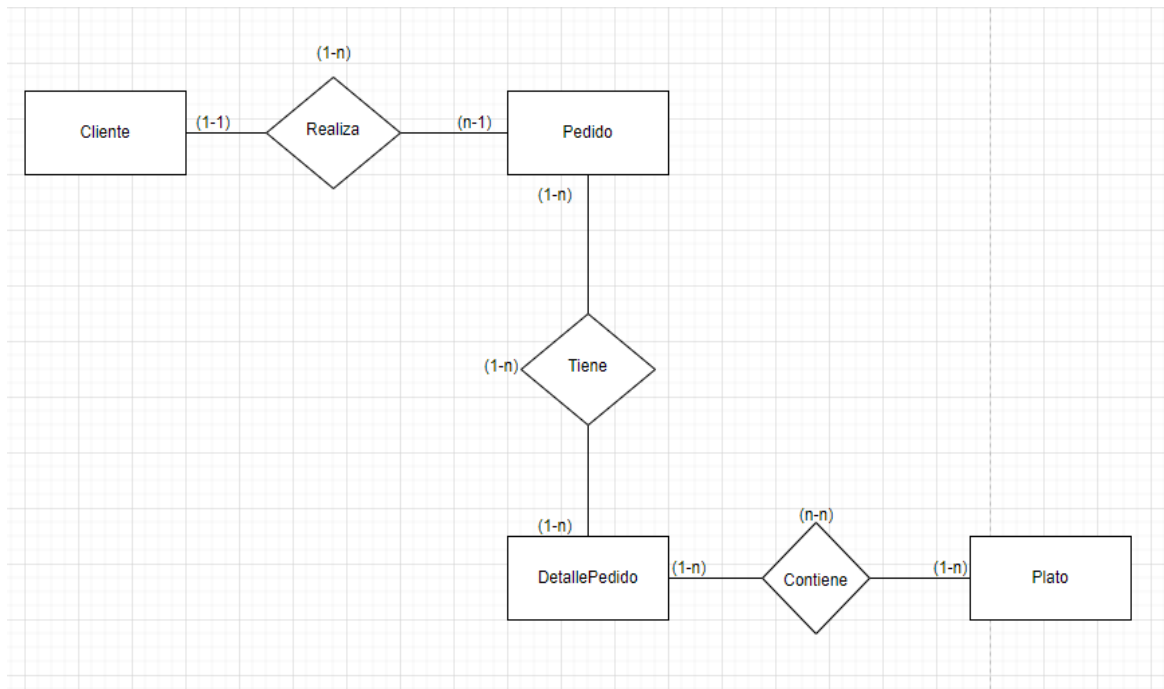 (1-n)
Cliente
(1-1)
Realiza
(n-1)
Pedido
(1-n)
(1-n)
Tiene
(1-n)
DetallePedido
(1-n)
(n-n)
Contiene
(1-n)
Plato